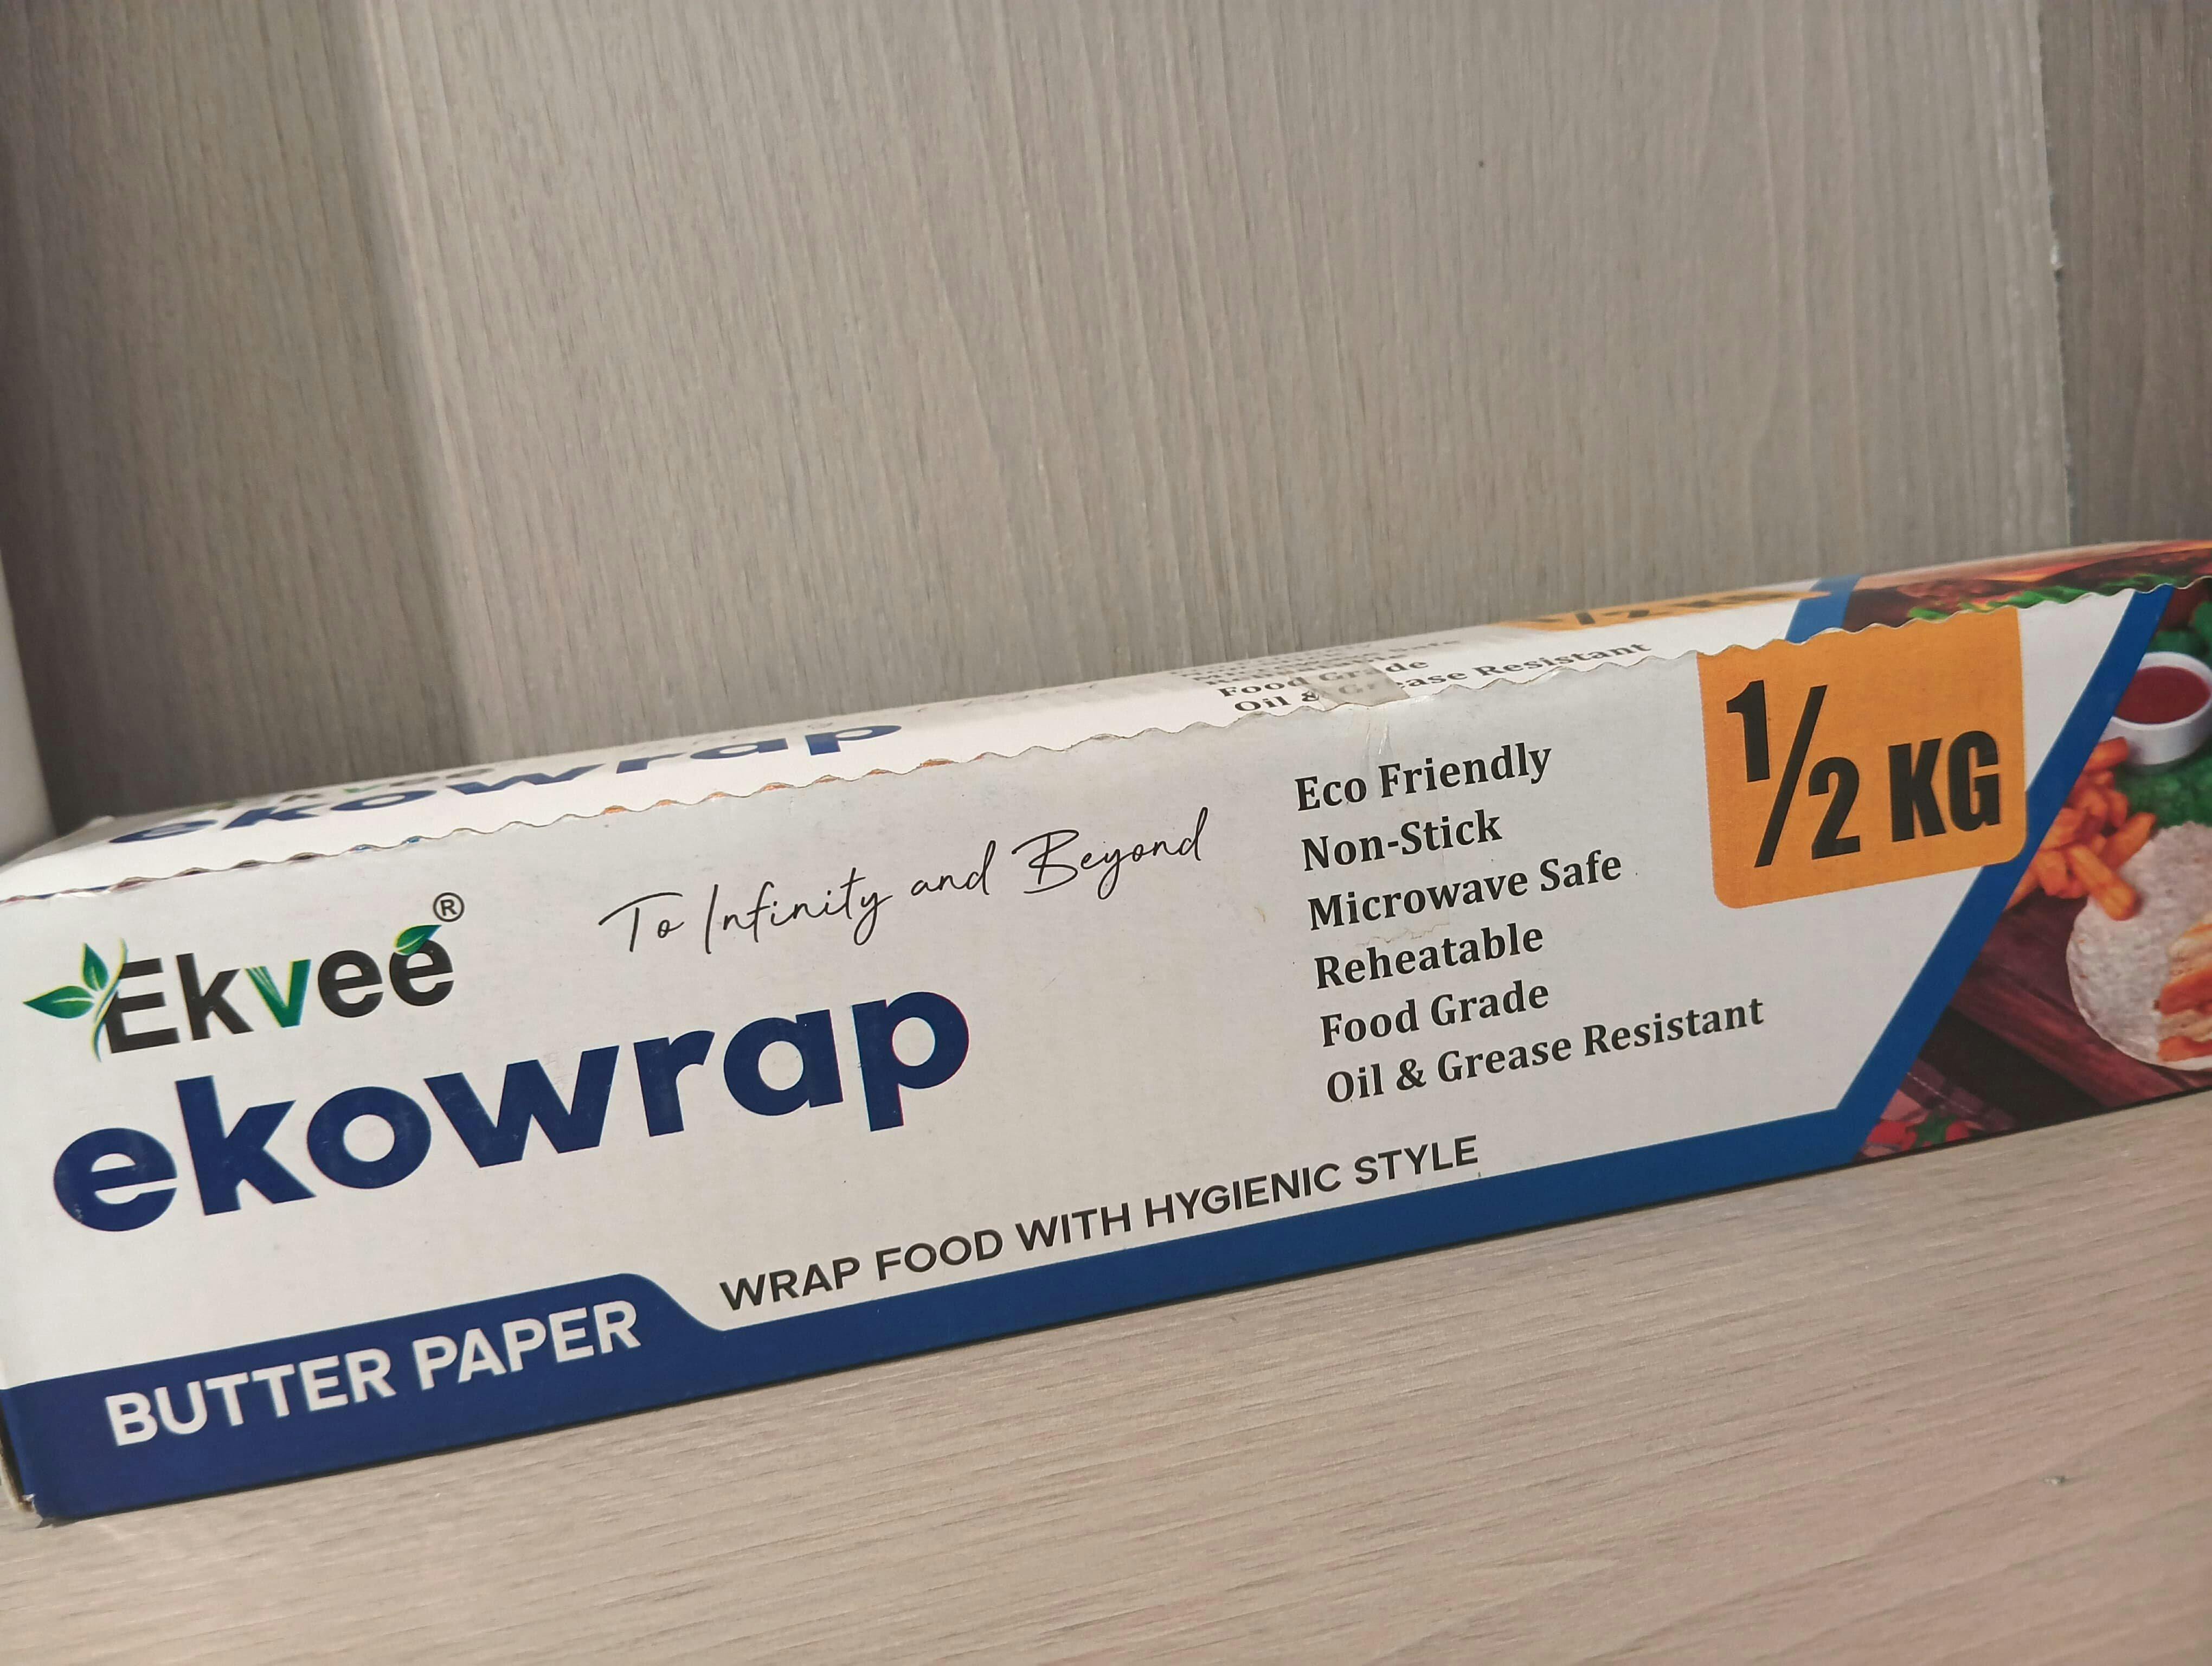 ekowrap
Food Grade
Oil & Grease Resistant
Ekvee®
To Infinity and Beyond
ekowrap
BUTTER PAPER
WRAP FOOD WITH HYGIENIC STYLE
Eco Friendly
Non-Stick
Microwave Safe
Reheatable
Food Grade
Oil & Grease Resistant
1/2 KG